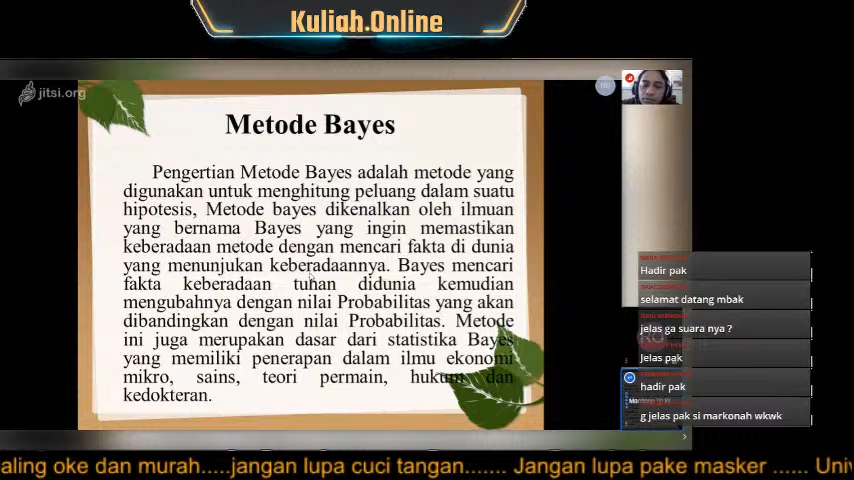 Kuliah.Online
jitsi.org
Metode Bayes
Pengertian Metode Bayes adalah metode yang
digunakan untuk menghitung peluang dalam suatu
hipotesis, Metode bayes dikenalkan oleh ilmuan
yang bernama Bayes yang ingin memastikan
keberadaan metode dengan mencari fakta di dunia
yang menunjukan keberadaannya. Bayes mencari
fakta keberadaan tuhan didunia kemudian
mengubahnya dengan nilai Probabilitas yang akan
dibandingkan dengan nilai Probabilitas. Metode
ini juga merupakan dasar dari statistika Bayes
yang memiliki penerapan dalam ilmu ekonomi
mikro, sains, teori permain, hukum dan
kedokteran.
Hadir pak
selamat datang mbak
jelas ga suara nya ?
Jelas pak
hadir pak
g jelas pak si markonah wkwk
aling oke dan murah.....jangan lupa cuci tangan....... Jangan lupa pake masker ...... Univ